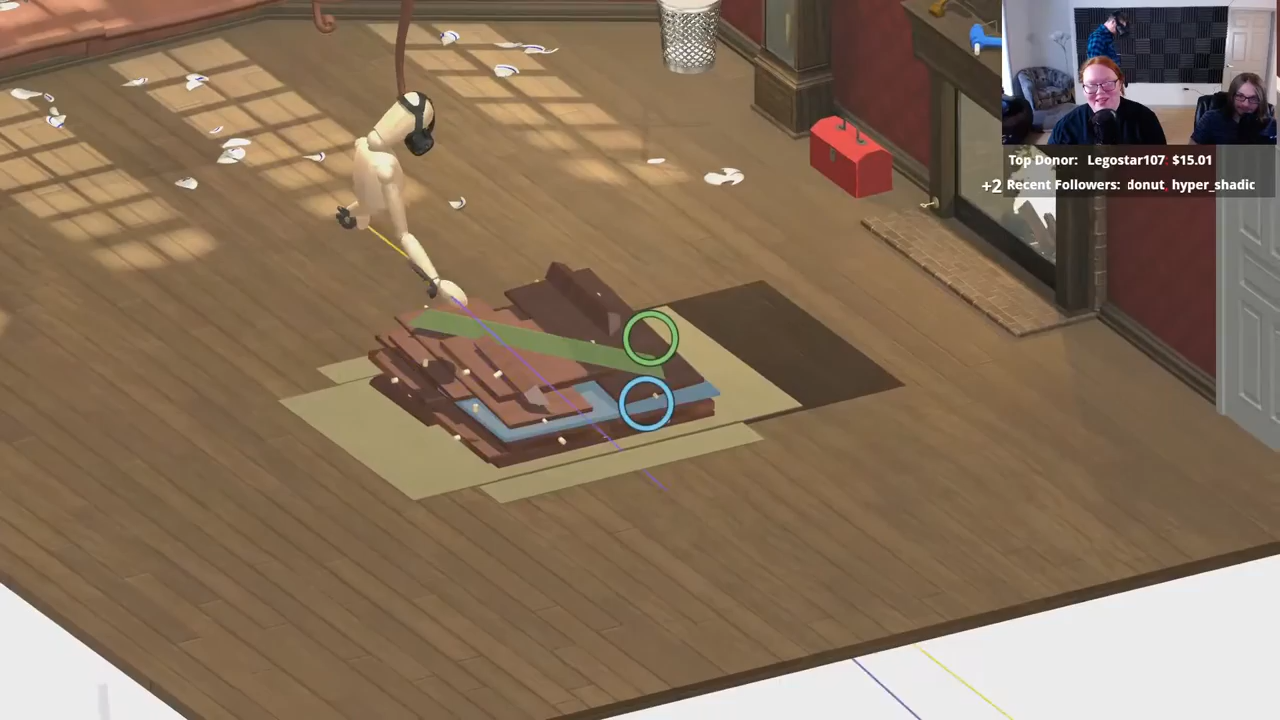 Top Donor: Legostar107 $15.01
+2 Recent Followers: donut, hyper_shadic